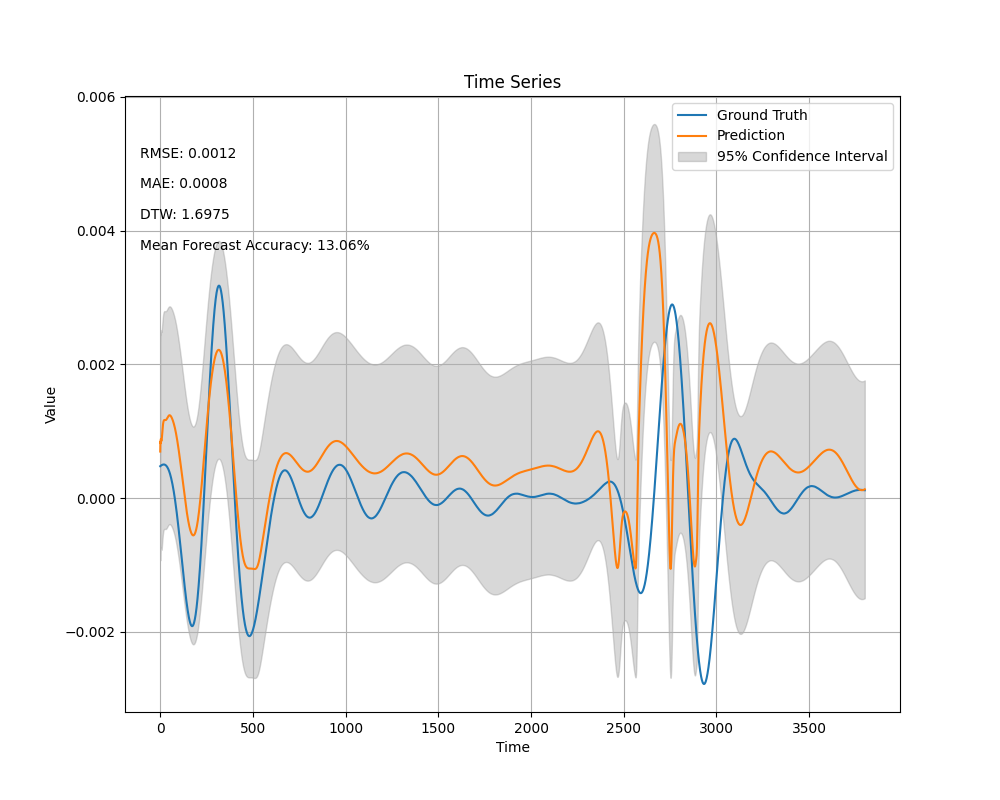 Time Series
0.006
0.004
0.002
0.000
−0.002
Value
RMSE: 0.0012
MAE: 0.0008
DTW: 1.6975
Mean Forecast Accuracy: 13.06%
Ground Truth
Prediction
95% Confidence Interval
0 500 1000 1500 2000 2500 3000 3500
Time